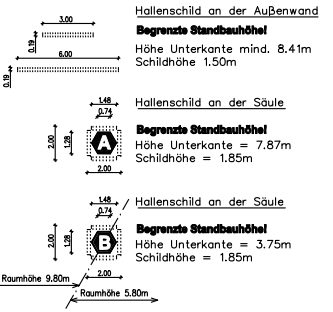 Hallenschild an der Außenwand
3.00
Begrenzte Standbauhöhe!
0.19
Höhe Unterkante mind. 8.41m
6.00
Schildhöhe 1.50m
0.19
1.48
Hallenschild an der Säule
0.74
Begrenzte Standbauhöhe!
2.00
1.28
A
Höhe Unterkante = 7.87m
Schildhöhe = 1.85m
2.00
1.48
Hallenschild an der Säule
0.74
Begrenzte Standbauhöhe!
2.00
1.28
B
Höhe Unterkante = 3.75m
Schildhöhe = 1.85m
Raumhöhe 9.80m
2.00
Raumhöhe 5.80m